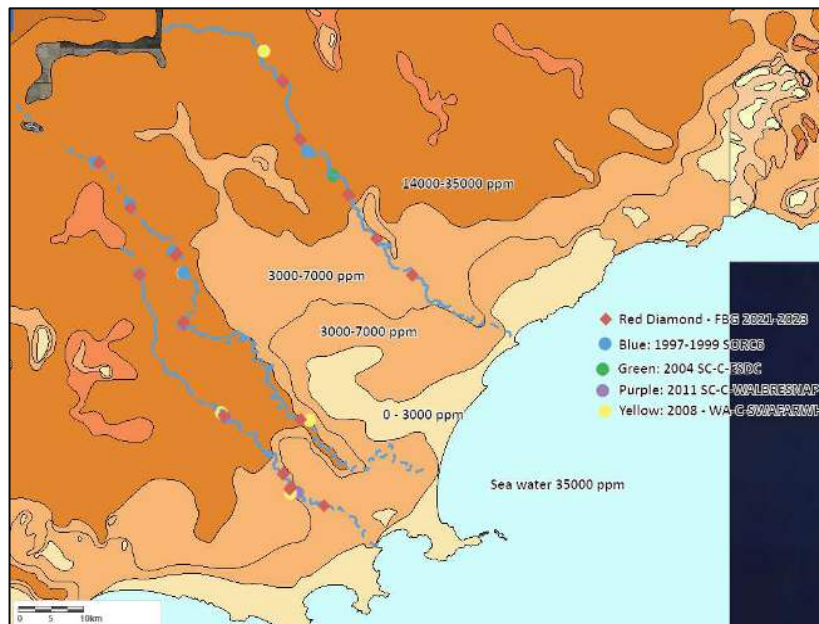 14000-35000 ppm
3000-7000 ppm
3000-7000 ppm
0 - 3000 ppm
Sea water 35000 ppm
Red Diamond - FBG 2021-2023
Blue: 1997-1999 SORC6
Green: 2004 SC-C-ESDC
Purple: 2011 SC-C-WALBRESNAP
Yellow: 2008 - WA-C-SWAFARWH
0 5 10km